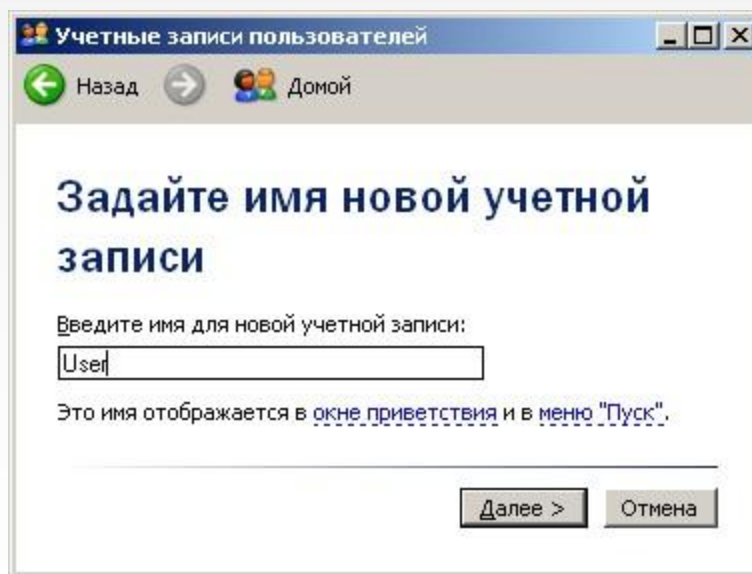 Учетные записи пользователей
Назад Домой
Задайте имя новой учетной
записи
Введите имя для новой учетной записи:
User
Это имя отображается в окне приветствия и в меню "Пуск".
Далее > Отмена